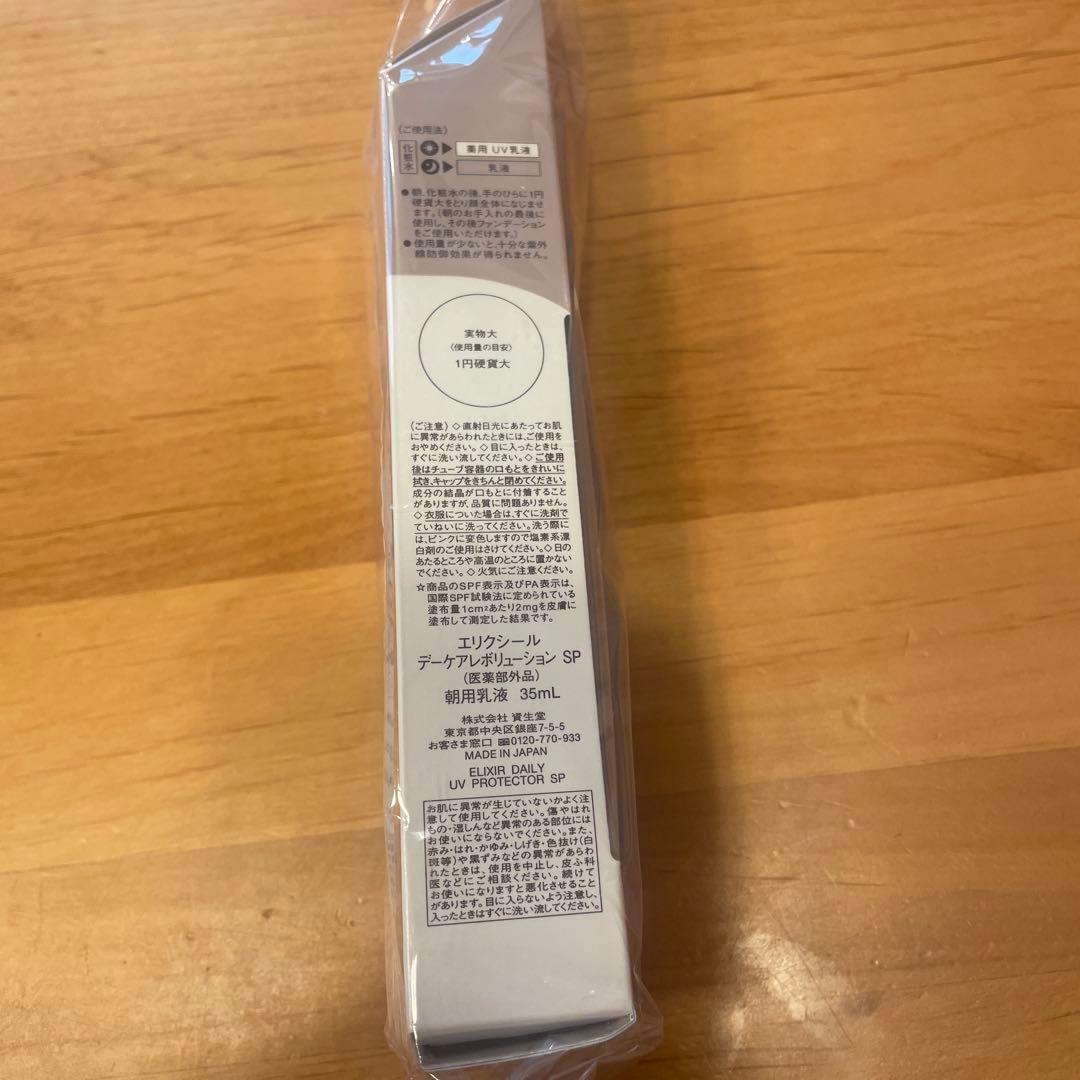 〈ご使用法〉
化粧水 ▶ 薬用 UV乳液
▶ 乳液
●朝、化粧水の後、手のひらに1円
硬貨大をとり顔全体になじませ
ます。(朝のお手入れの最後に
使用し、その後ファンデーション
をご使用いただけます。)
●使用量が少ないと、十分な紫外
線防御効果が得られません。
実物大
〈使用量の目安〉
1円硬貨大
〈ご注意〉◇直射日光にあたってお肌
に異常があらわれたときには、ご使用を
おやめください。◇目に入ったときは、
すぐに洗い流してください。◇ご使用
後はチューブ容器の口もとをきれいに
拭き、キャップをきちんと閉めてください。
成分の結晶が口もとに付着すること
がありますが、品質に問題ありません。
◇衣服についた場合は、すぐに洗剤で
ていねいに洗ってください。洗う際に
は、ピンクに変色しますので塩素系漂
白剤のご使用はさけてください。◇日の
あたるところや高温のところに置かない
でください。◇火気にご注意ください。
☆商品のSPF表示及びPA表示は、
国際SPF試験法に定められている
塗布量1cm²あたり2mgを皮膚に
塗布して測定した結果です。
エリクシール
デーケアレボリューション SP
(医薬部外品)
朝用乳液 35mL
株式会社 資生堂
東京都中央区銀座7-5-5
お客さま窓口 0120-770-933
MADE IN JAPAN
ELIXIR DAILY
UV PROTECTOR SP
お肌に異常が生じていないかよく注
意して使用してください。傷やはれ
もの・湿しんなど異常のある部位には
お使いにならないでください。また、
赤み・はれ・かゆみ・しげき・色抜け(白
斑等)や黒ずみなどの異常があらわ
れたときは、使用を中止し、皮ふ科
医などにご相談ください。続けて
お使いになりますと悪化させること
があります。目に入らないよう注意し、
入ったときはすぐに洗い流してください。